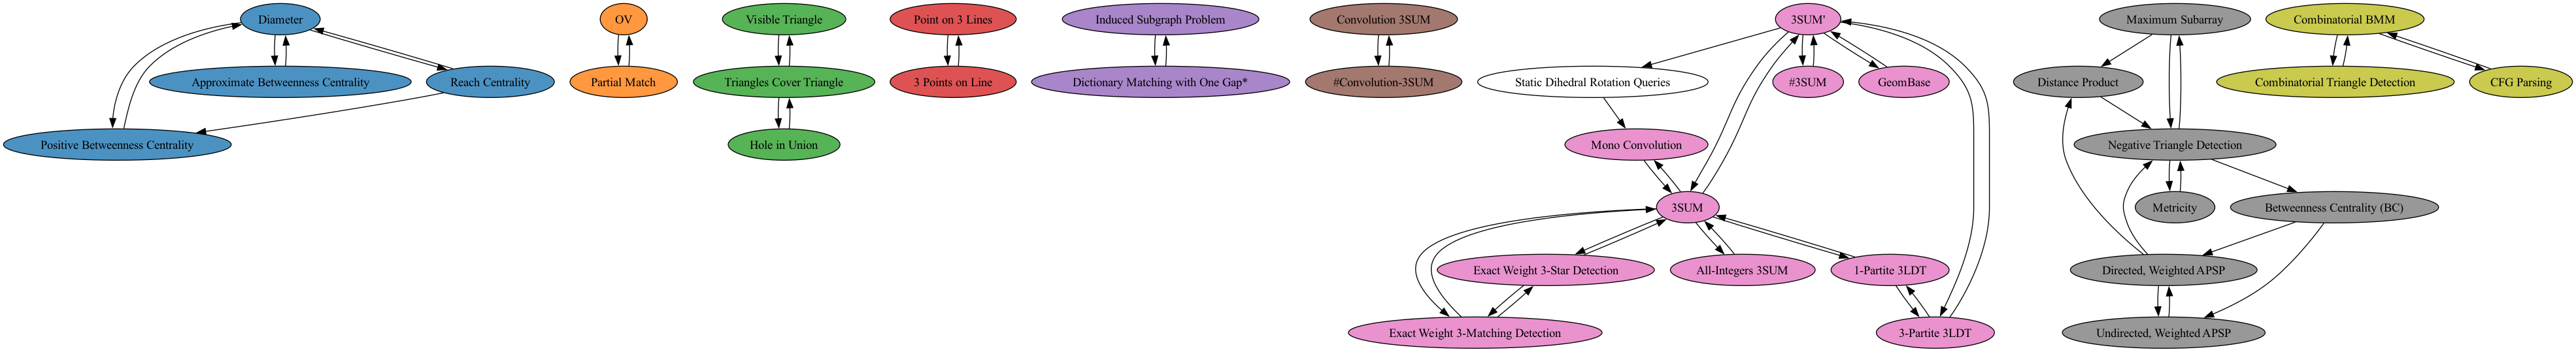 Diameter
OV
Visible Triangle
Point on 3 Lines
Induced Subgraph Problem
Convolution 3SUM
3SUM'
Maximum Subarray
Combinatorial BMM
Approximate Betweenness Centrality
Reach Centrality
Partial Match
Triangles Cover Triangle
3 Points on Line
Dictionary Matching with One Gap*
#Convolution-3SUM
Static Dihedral Rotation Queries
#3SUM
GeomBase
Distance Product
Combinatorial Triangle Detection
CFG Parsing
Positive Betweenness Centrality
Hole in Union
Mono Convolution
Negative Triangle Detection
3SUM
Metricity
Betweenness Centrality (BC)
Exact Weight 3-Star Detection
All-Integers 3SUM
1-Partite 3LDT
Directed, Weighted APSP
Exact Weight 3-Matching Detection
3-Partite 3LDT
Undirected, Weighted APSP